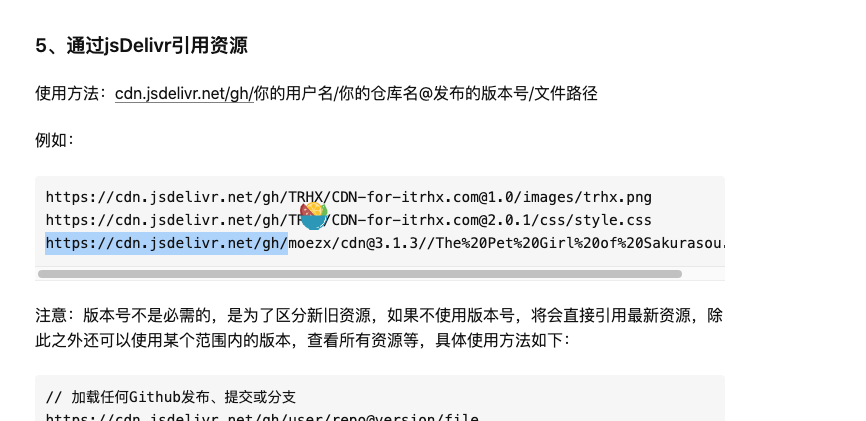 5、通过jsDelivr引用资源
使用方法：cdn.jsdelivr.net/gh/你的用户名/你的仓库名@发布的版本号/文件路径
例如：
https://cdn.jsdelivr.net/gh/TRHX/CDN-for-itrhx.com@1.0/images/trhx.png
https://cdn.jsdelivr.net/gh/TR /CDN-for-itrhx.com@2.0.1/css/style.css
https://cdn.jsdelivr.net/gh/moezx/cdn@3.1.3//The%20Pet%20Girl%20of%20Sakurasou.
注意：版本号不是必需的，是为了区分新旧资源，如果不使用版本号，将会直接引用最新资源，除
此之外还可以使用某个范围内的版本，查看所有资源等，具体使用方法如下：
// 加载任何Github发布、提交或分支
https://cdn.jsdelivr.net/gh/user/repo@version/file